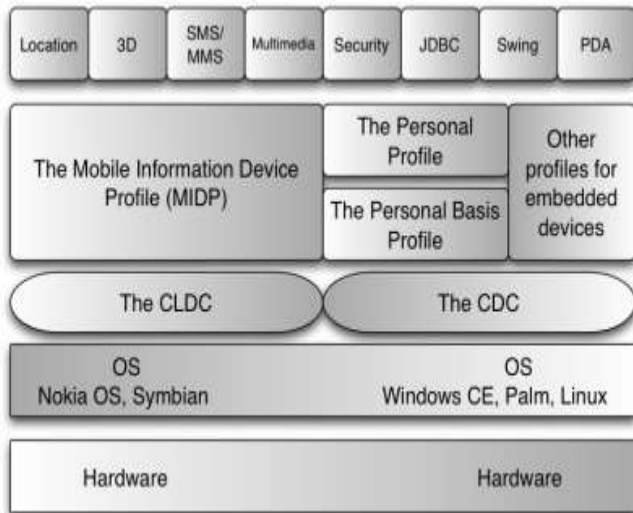 Location
3D
SMS/
MMS
Multimedia
Security
JDBC
Swing
PDA
The Mobile Information Device
Profile (MIDP)
The Personal
Profile
The Personal Basis
Profile
Other
profiles for
embedded
devices
The CLDC
The CDC
OS
Nokia OS, Symbian
OS
Windows CE, Palm, Linux
Hardware
Hardware